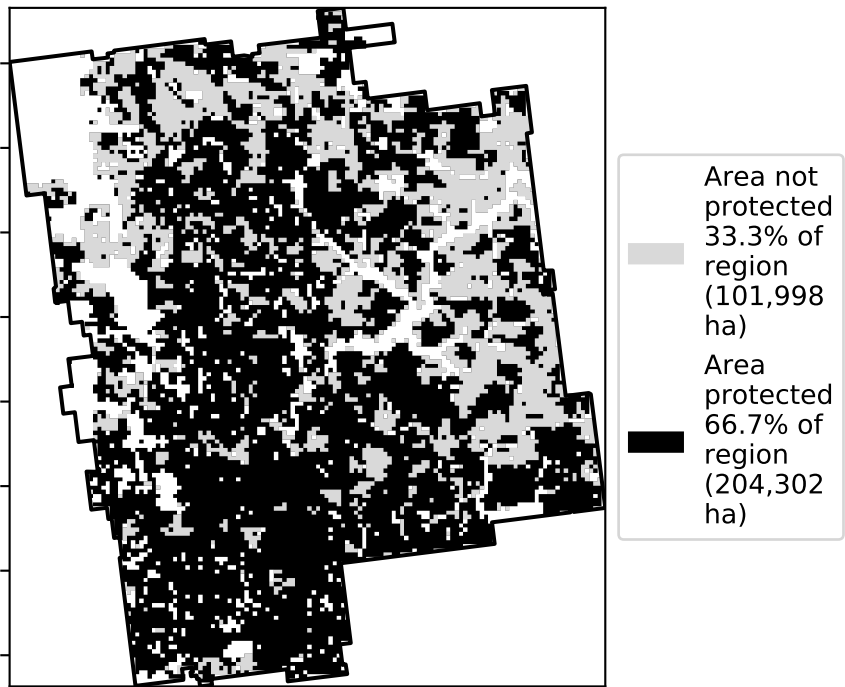 Area not
protected
33.3% of
region
(101,998
ha)
Area
protected
66.7% of
region
(204,302
ha)